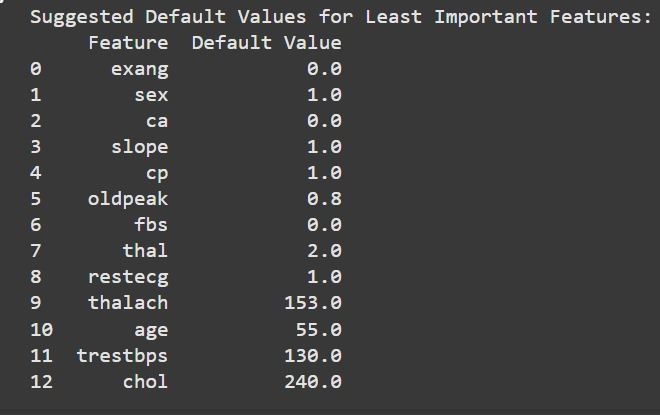 Suggested Default Values for Least Important Features:
Feature Default Value
0 exang 0.0
1 sex 1.0
2 ca 0.0
3 slope 1.0
4 cp 1.0
5 oldpeak 0.8
6 fbs 0.0
7 thal 2.0
8 restecg 1.0
9 thalach 153.0
10 age 55.0
11 trestbps 130.0
12 chol 240.0